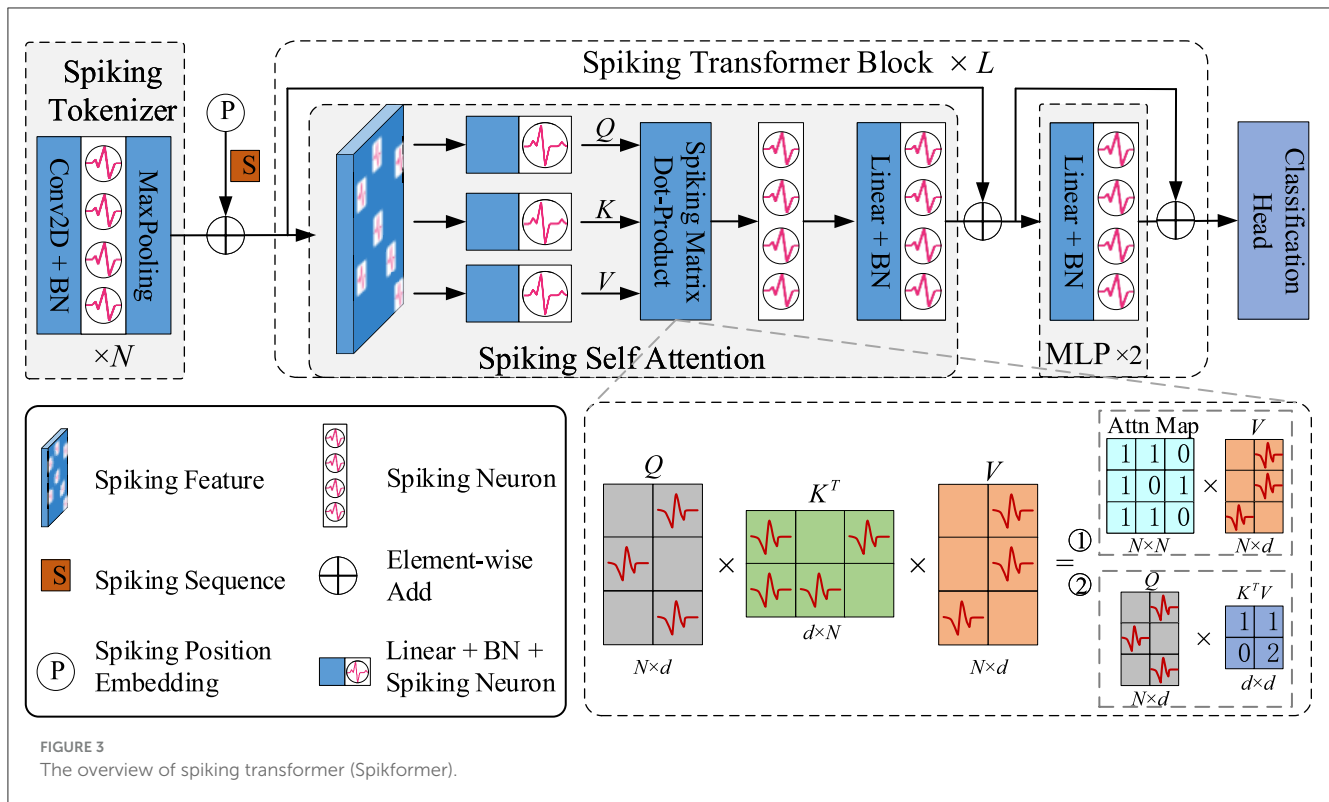 Spiking
Tokenizer
Conv2D + BN
MaxPooling
×N
P
S
Spiking Transformer Block × L
Q
K
V
Spiking Matrix
Dot-Product
Linear + BN
Spiking Self Attention
Linear + BN
MLP ×2
Classification
Head
Spiking Feature
Spiking Neuron
S
Spiking Sequence
Element-wise
Add
P
Spiking Position
Embedding
Linear + BN +
Spiking Neuron
Q
N×d
×
K^T
d×N
×
V
N×d
=
①
Attn Map
1 1 0
1 0 1
1 1 0
N×N
×
V
N×d
②
Q
N×d
×
K^T V
1 1
0 2
d×d
FIGURE 3
The overview of spiking transformer (Spikformer).